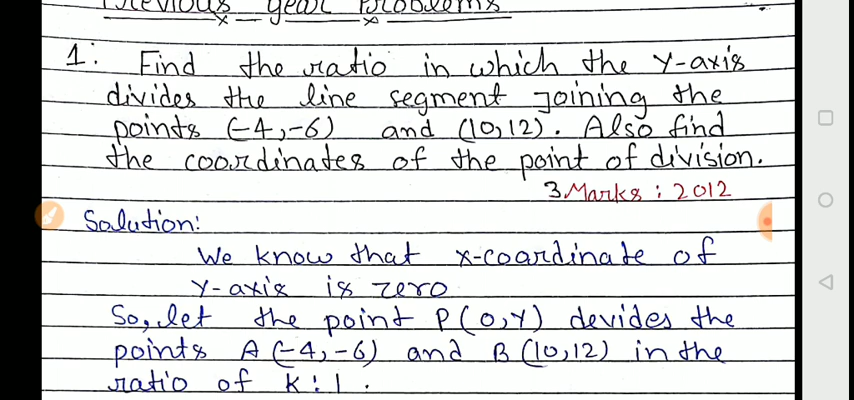 Previous Year Problems
1: Find the ratio in which the Y-axis
divides the line segment joining the
points (-4,-6) and (10,12). Also find
the coordinates of the point of division.
3 Marks: 2012
Solution:
We know that x-coordinate of
Y-axis is zero
So, let the point P(0,Y) devides the
points A(-4,-6) and B(10,12) in the
ratio of k:1.